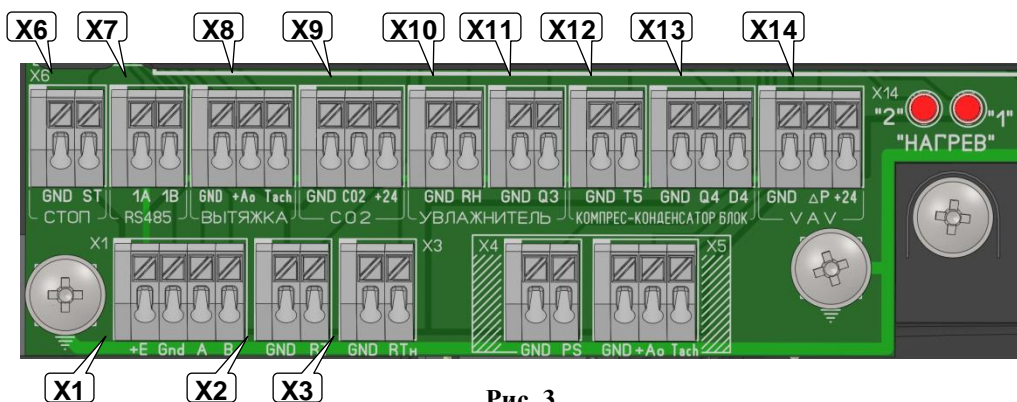 X6 X7 X8 X9 X10 X11 X12 X13 X14
X6 X14
"2" "1"
"НАГРЕВ"
GND ST 1A 1B GND +Ao Tach GND CO2 +24 GND RH GND Q3 GND T5 GND Q4 D4 GND △P +24
СТОП RS485 ВЫТЯЖКА CO2 УВЛАЖНИТЕЛЬ КОМПРЕС-КОНДЕНСАТОР БЛОК VAV
X1 X3 X4 X5
+E Gnd A B GND GND RTн GND PS GND +Ao Tach
X1 X2 X3
Рис. 3